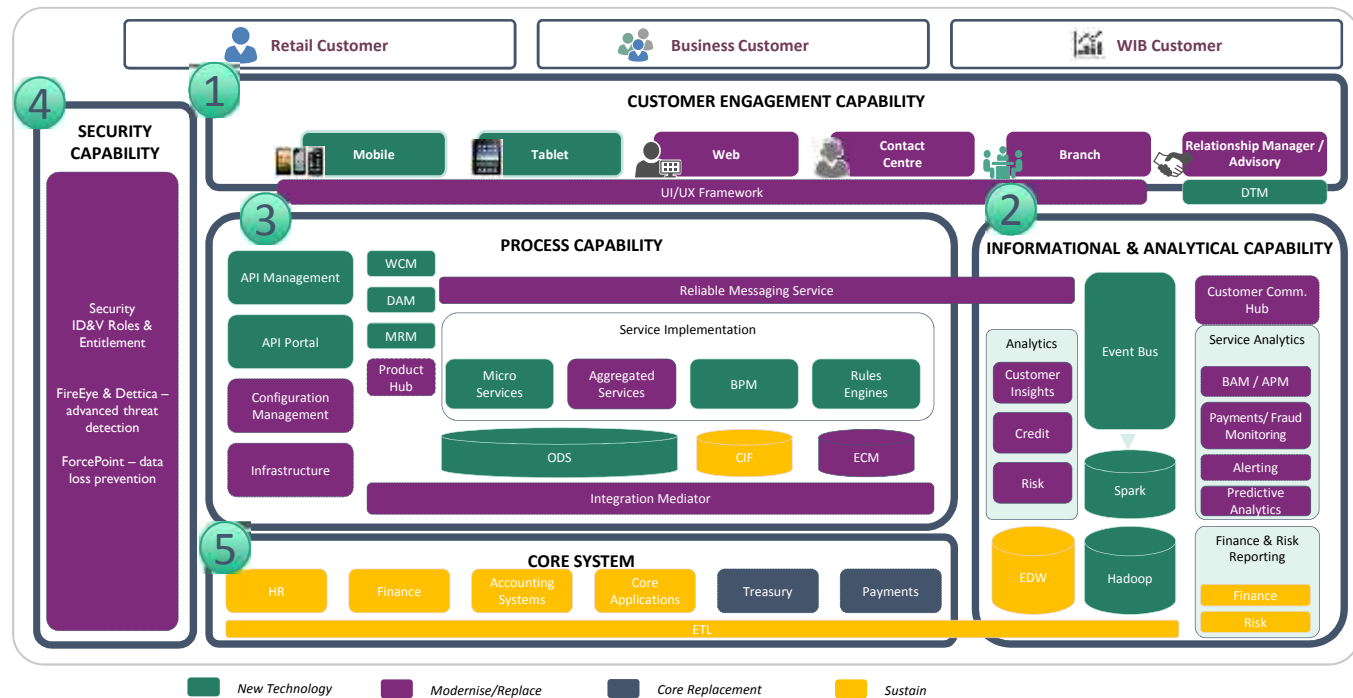 Retail Customer
Business Customer
WIB Customer
1
CUSTOMER ENGAGEMENT CAPABILITY
Mobile
Tablet
Web
Contact
Centre
Branch
Relationship Manager /
Advisory
UI/UX Framework
DTM
4
SECURITY
CAPABILITY
Security
ID&V Roles &
Entitlement
FireEye & Dettica –
advanced threat
detection
ForcePoint – data
loss prevention
3
PROCESS CAPABILITY
API Management
API Portal
Configuration
Management
Infrastructure
WCM
DAM
MRM
Product
Hub
Reliable Messaging Service
Service Implementation
Micro
Services
Aggregated
Services
BPM
Rules
Engines
ODS
CIF
ECM
Integration Mediator
2
INFORMATIONAL & ANALYTICAL CAPABILITY
Analytics
Customer
Insights
Credit
Risk
EDW
Event Bus
Spark
Hadoop
Customer Comm.
Hub
Service Analytics
BAM / APM
Payments/ Fraud
Monitoring
Alerting
Predictive
Analytics
Finance & Risk
Reporting
Finance
Risk
5
CORE SYSTEM
HR
Finance
Accounting
Systems
Core
Applications
Treasury
Payments
ETL
New Technology
Modernise/Replace
Core Replacement
Sustain